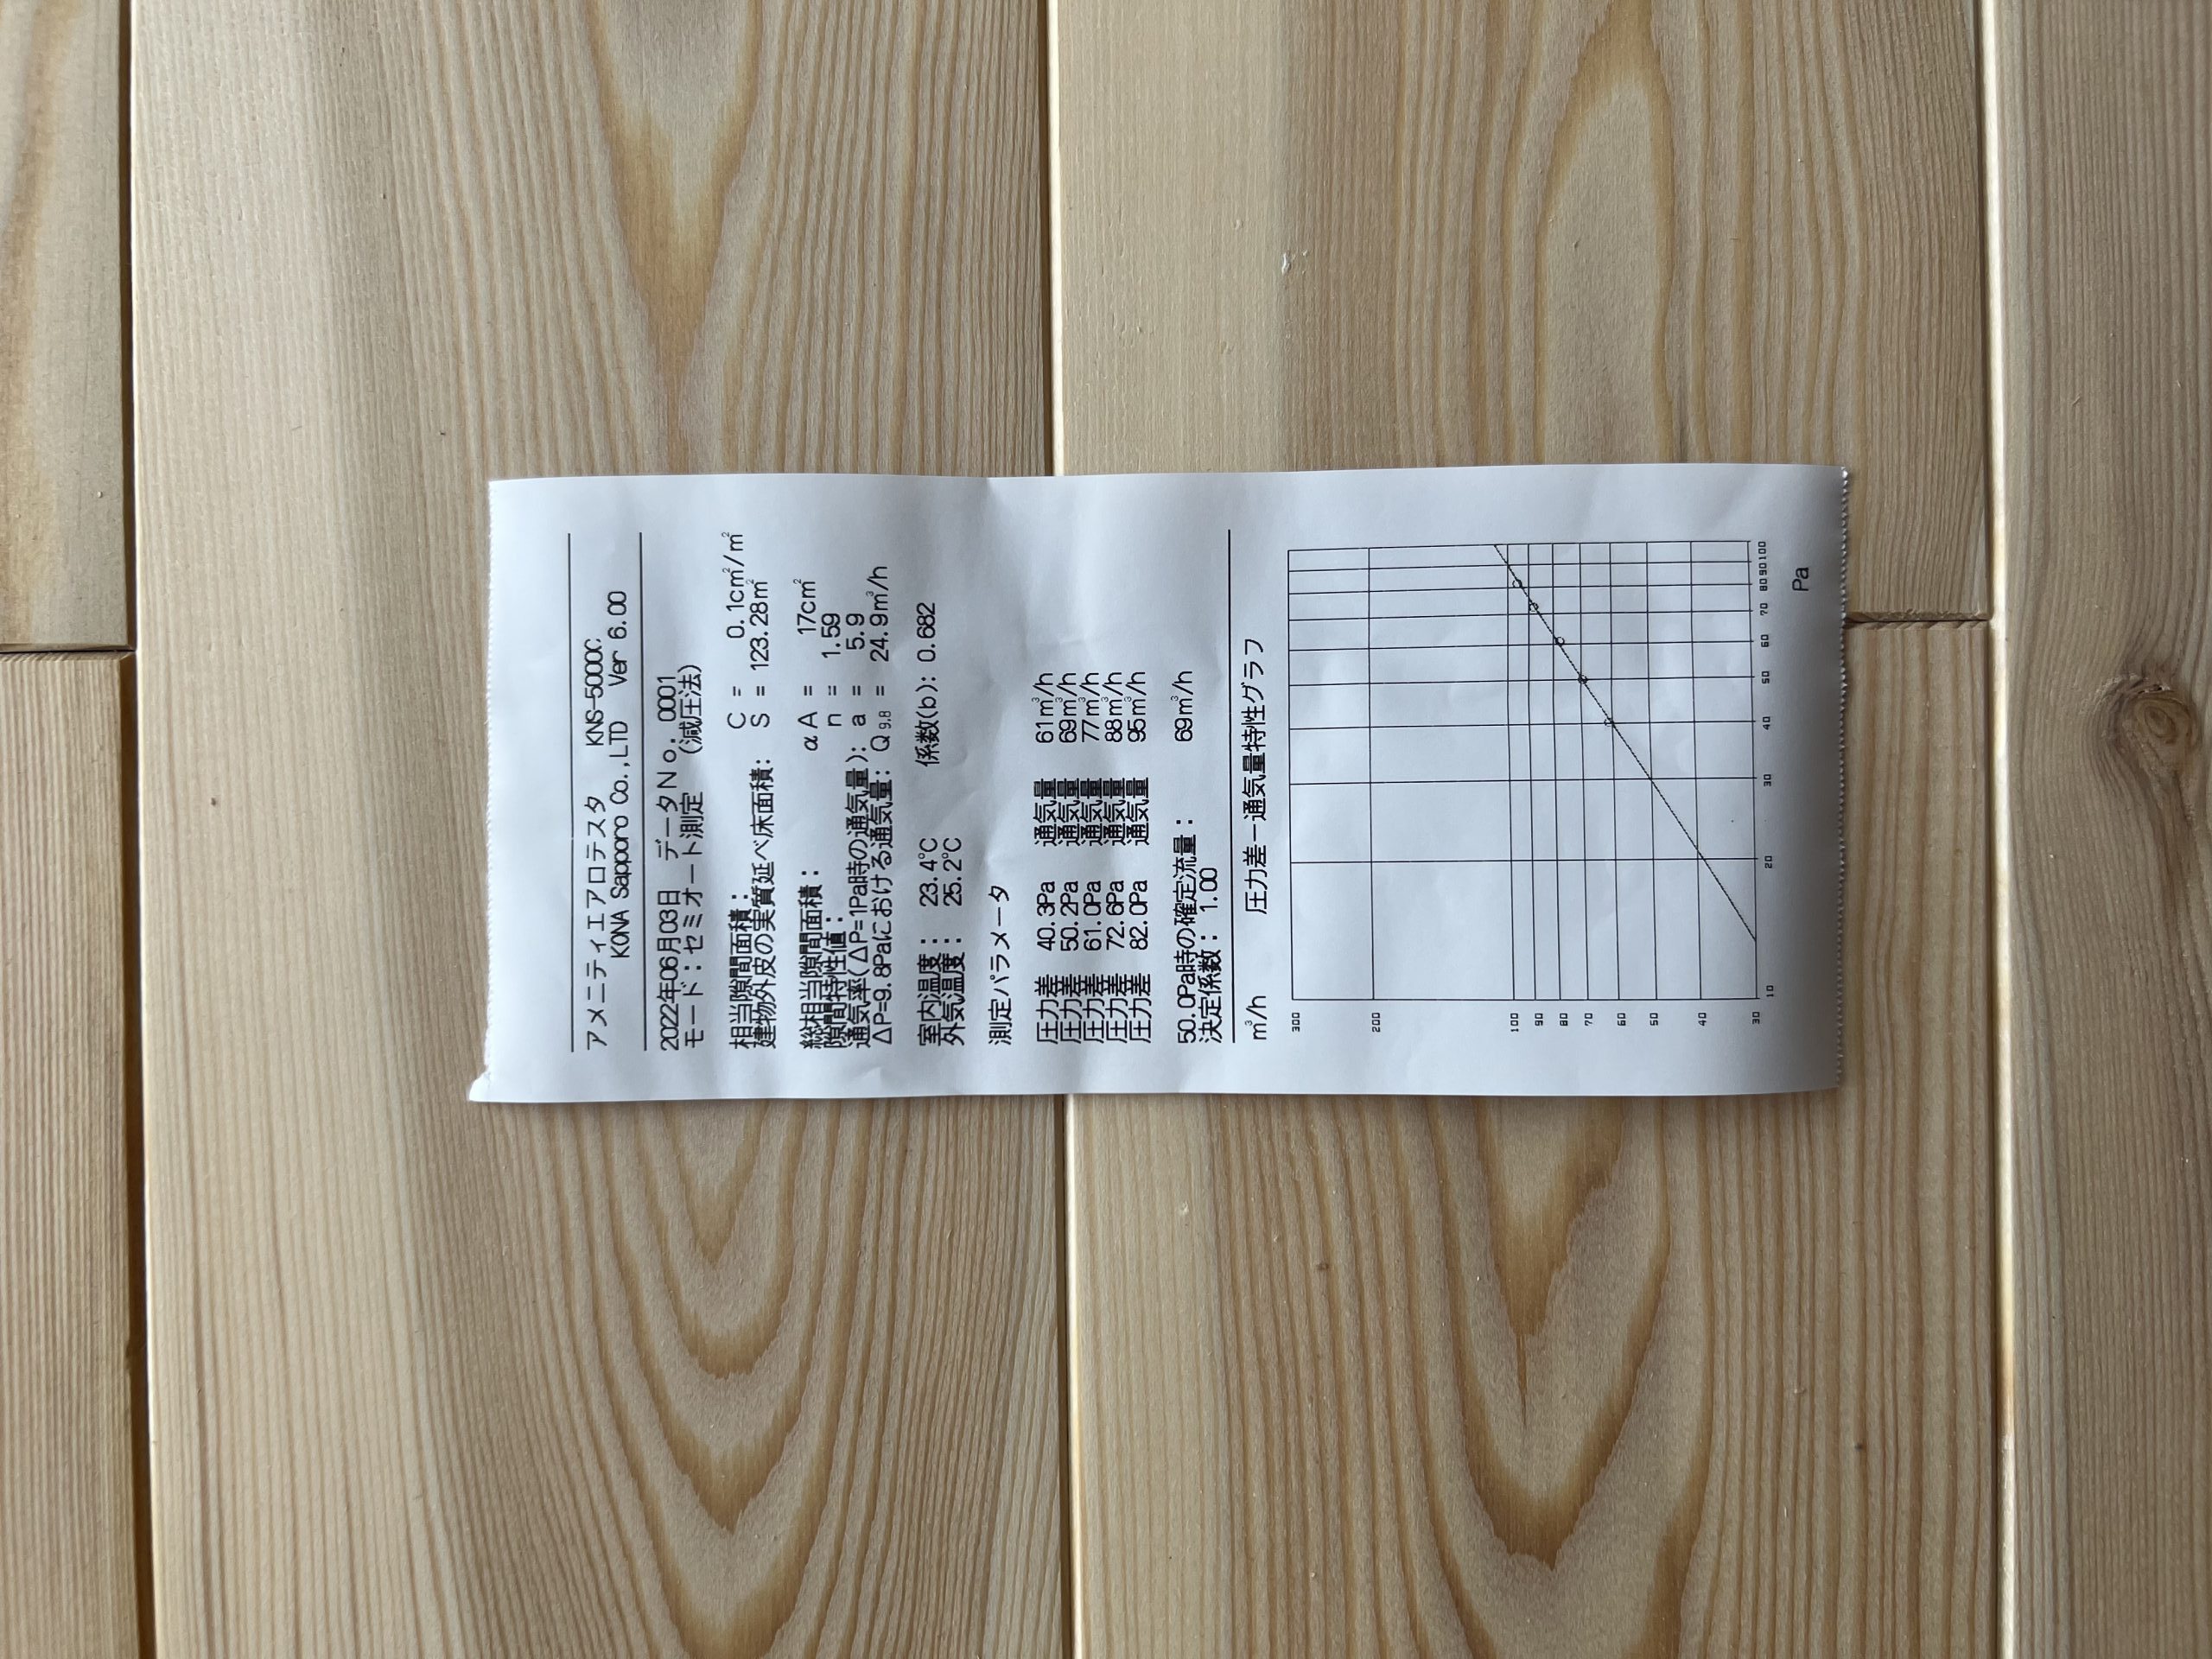 アメニティエアロテスタ KNS-5000C
KONA Sapporo Co.,LTD Ver 6.00
2022年06月03日 データNo. 0001
モード：セミオート測定 (減圧法)
相当隙間面積： C = 0.1cm²/m²
建物外皮の実質延べ床面積： S = 123.28m²
総相当隙間面積： αA = 17cm²
隙間特性値： n = 1.59
通気率(ΔP=1Pa時の通気量)： a = 5.9
ΔP=9.8Paにおける通気量： Q9.8 = 24.9m³/h
室内温度： 23.4℃ 係数(b)：0.682
外気温度： 25.2℃
測定パラメータ
圧力差 40.3Pa 通気量 61m³/h
圧力差 50.2Pa 通気量 69m³/h
圧力差 61.0Pa 通気量 77m³/h
圧力差 72.6Pa 通気量 88m³/h
圧力差 82.0Pa 通気量 95m³/h
50.0Pa時の確定流量： 69m³/h
決定係数： 1.00
m³/h 圧力差ー通気量特性グラフ
300
200
100
90
80
70
60
50
40
30
10 20 30 40 50 60 70 80 90 100
Pa